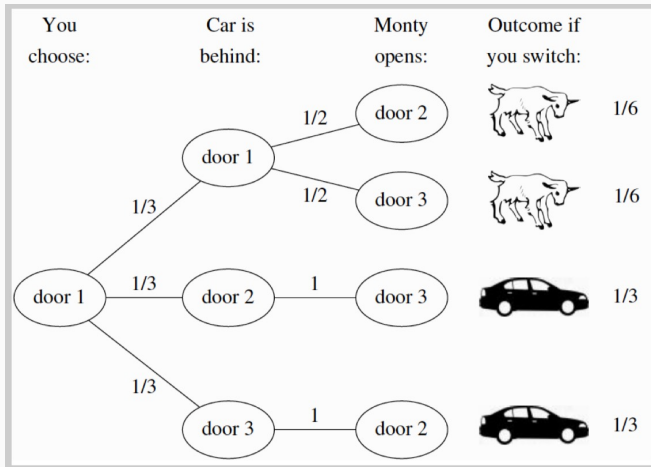 You Car is Monty Outcome if
choose: behind: opens: you switch:
door 2 1/6
1/2
door 1
1/2
door 3 1/6
1/3
door 1 1/3 door 2 1 door 3 1/3
1/3
door 3 1 door 2 1/3